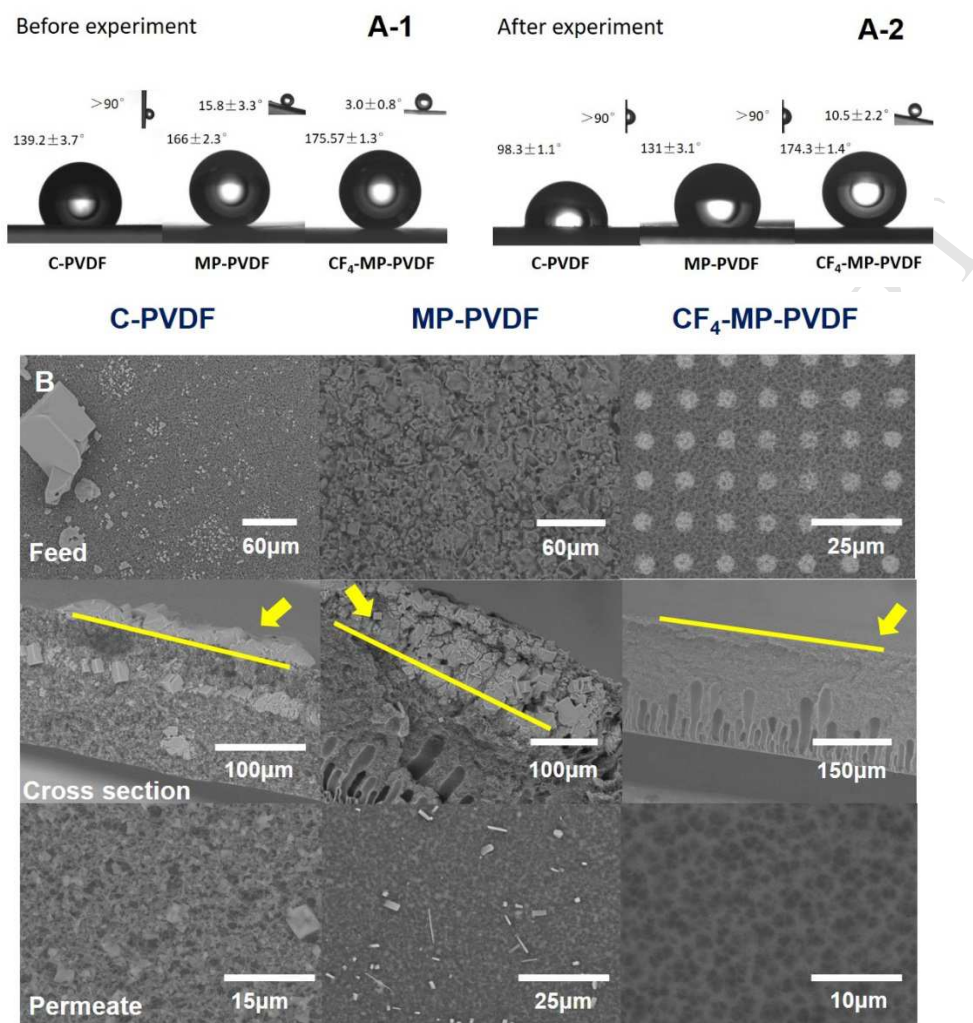 Before experiment
A-1
After experiment
A-2
>90°
15.8±3.3°
3.0±0.8°
>90°
>90°
10.5±2.2°
139.2±3.7°
166±2.3°
175.57±1.3°
98.3±1.1°
131±3.1°
174.3±1.4°
C-PVDF
MP-PVDF
CF₄-MP-PVDF
C-PVDF
MP-PVDF
CF₄-MP-PVDF
C-PVDF
MP-PVDF
CF₄-MP-PVDF
B
Feed
60μm
60μm
25μm
Cross section
100μm
100μm
150μm
Permeate
15μm
25μm
10μm